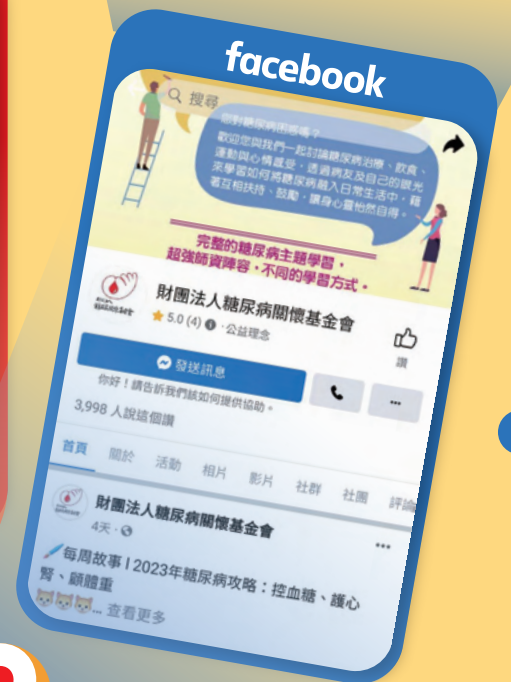 facebook
搜尋
您對糖尿病困惑嗎？
歡迎您與我們一起討論糖尿病治療、飲食、
運動與心情感受，透過病友及自己的眼光
來學習如何將糖尿病融入日常生活中，藉
著互相扶持、鼓勵，讓身心靈怡然自得。
完整的糖尿病主題學習，
超強師資陣容，不同的學習方式。
財團法人糖尿病關懷基金會
5.0 (4) · 公益理念
讚
發送訊息
你好！請告訴我們該如何提供協助。
3,998 人說這個讚
首頁 關於 活動 相片 影片 社群 社團 評論
財團法人糖尿病關懷基金會
4天 ·
每周故事 | 2023年糖尿病攻略：控血糖、護心
腎、顧體重
... 查看更多